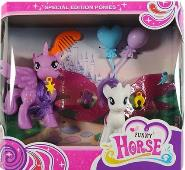 SPECIAL EDITION PONIES
FUNNY
HORSE